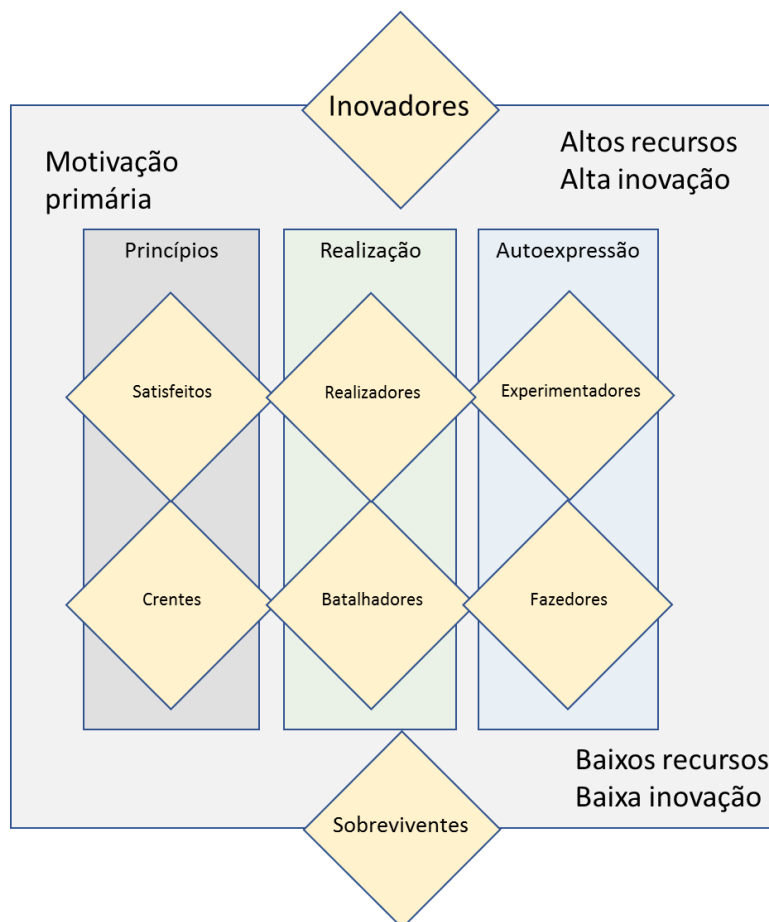 Inovadores
Motivação
primária
Altos recursos
Alta inovação
Princípios
Realização
Autoexpressão
Satisfeitos
Realizadores
Experimentadores
Crentes
Batalhadores
Fazedores
Baixos recursos
Baixa inovação
Sobreviventes